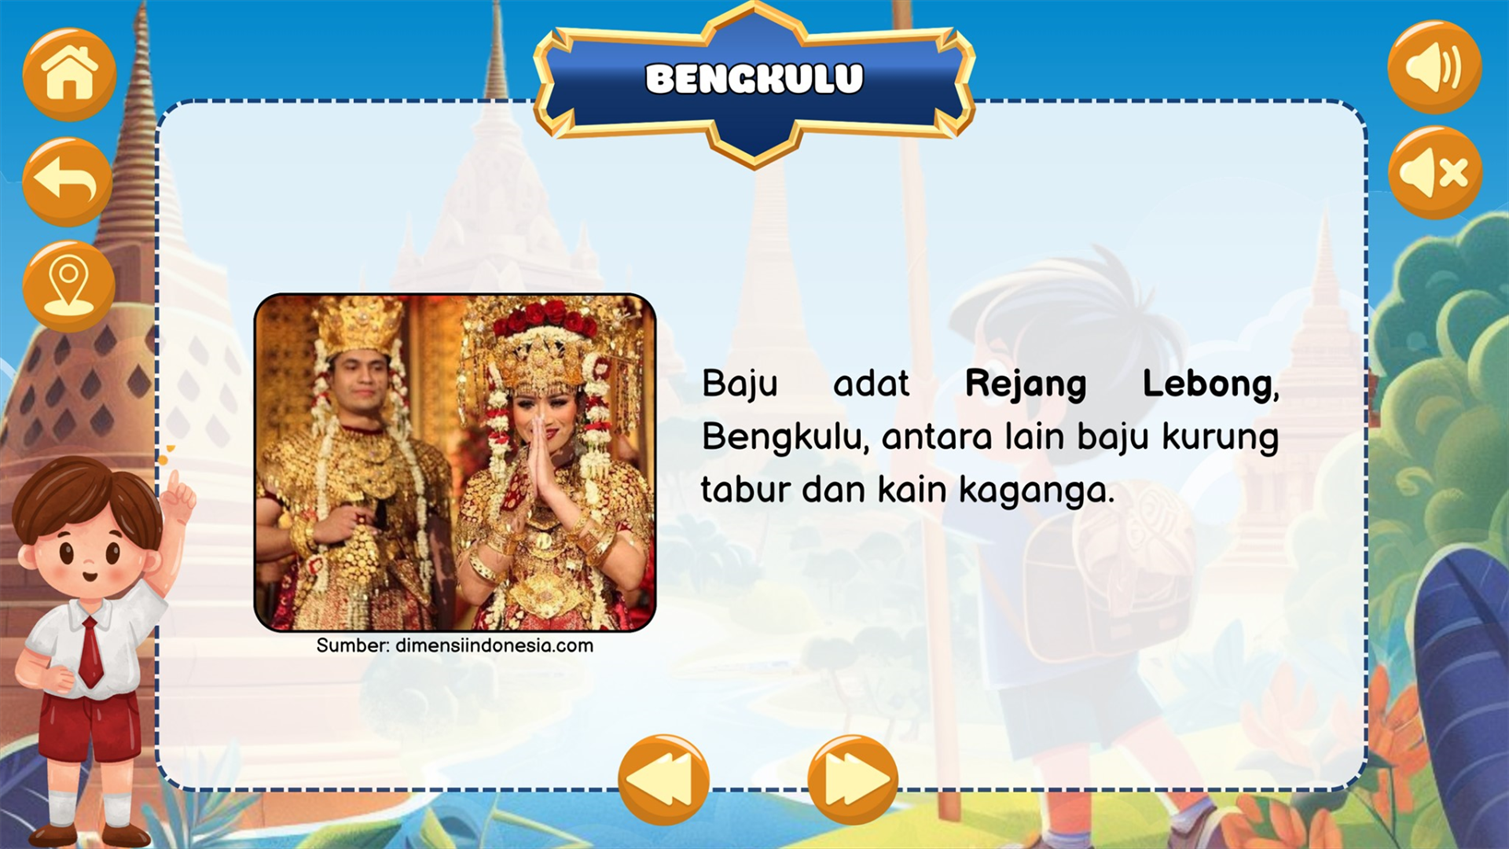 BENGKULU
Baju adat Rejang Lebong,
Bengkulu, antara lain baju kurung
tabur dan kain kaganga.
Sumber: dimensiindonesia.com